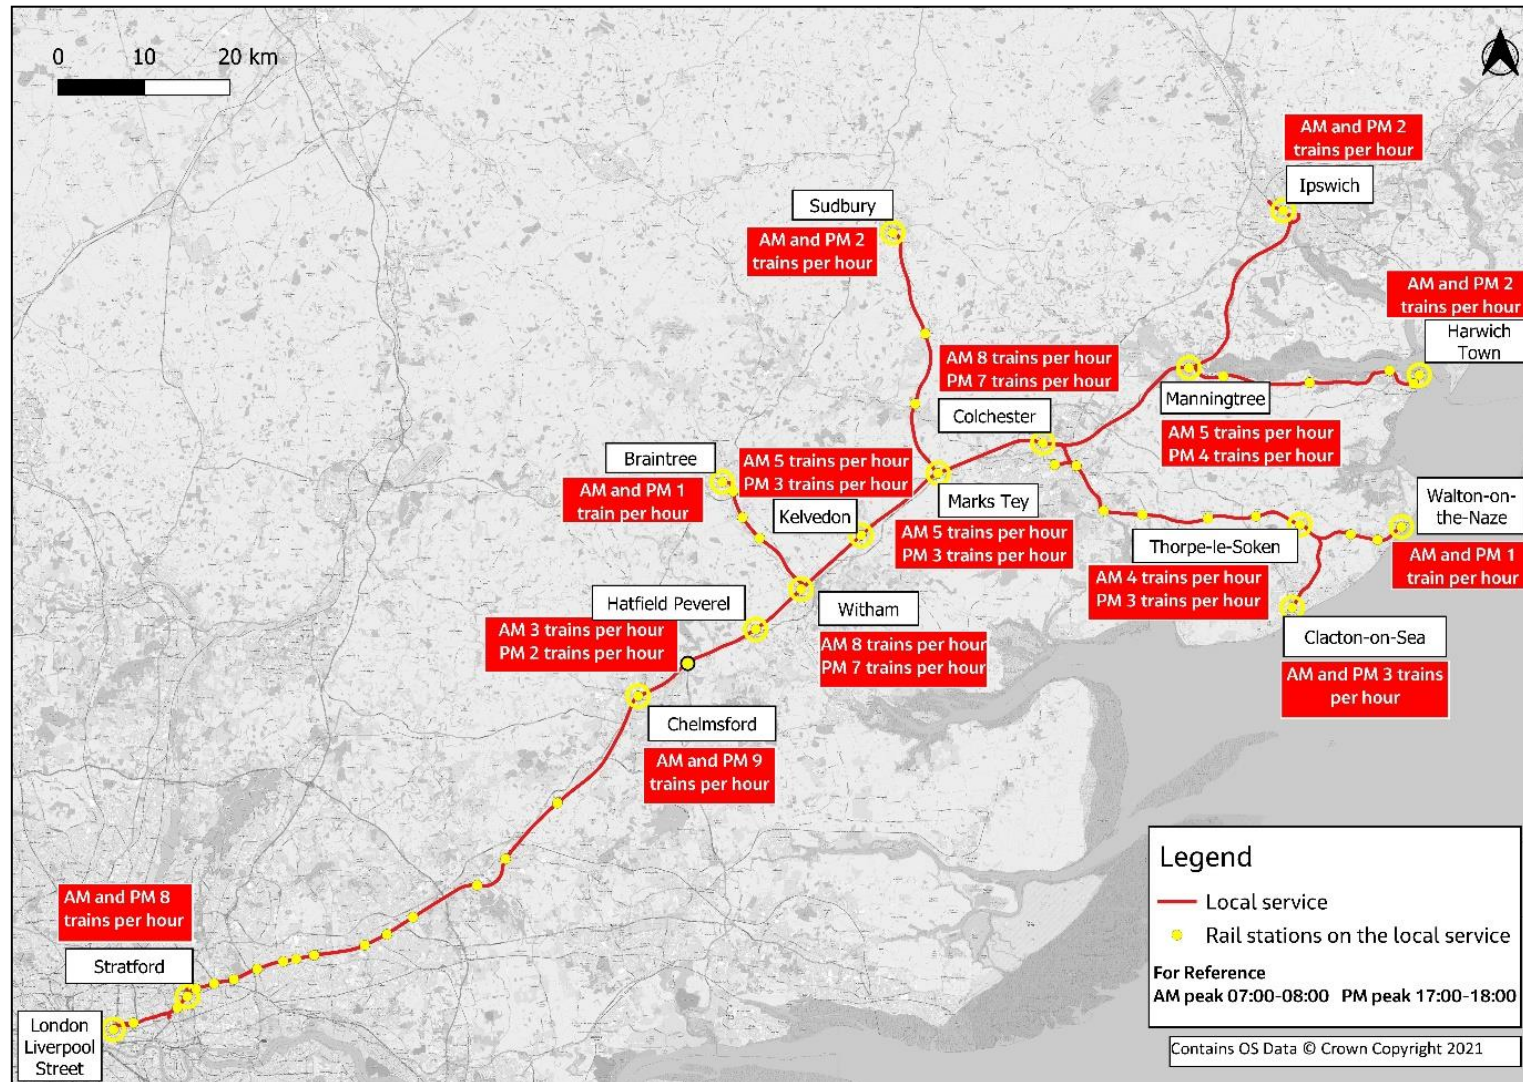 0 10 20 km
AM and PM 2
trains per hour
Ipswich
Sudbury
AM and PM 2
trains per hour
AM and PM 2
trains per hour
Harwich
Town
AM 8 trains per hour
PM 7 trains per hour
Colchester
Manningtree
AM 5 trains per hour
PM 4 trains per hour
Braintree
AM and PM 1
train per hour
AM 5 trains per hour
PM 3 trains per hour
Kelvedon
Marks Tey
AM 5 trains per hour
PM 3 trains per hour
Walton-on-
the-Naze
AM and PM 1
train per hour
Thorpe-le-Soken
AM 4 trains per hour
PM 3 trains per hour
Hatfield Peverel
AM 3 trains per hour
PM 2 trains per hour
Witham
AM 8 trains per hour
PM 7 trains per hour
Clacton-on-Sea
AM and PM 3 trains
per hour
Chelmsford
AM and PM 9
trains per hour
AM and PM 8
trains per hour
Stratford
London
Liverpool
Street
Legend
Local service
Rail stations on the local service
For Reference
AM peak 07:00-08:00 PM peak 17:00-18:00
Contains OS Data © Crown Copyright 2021